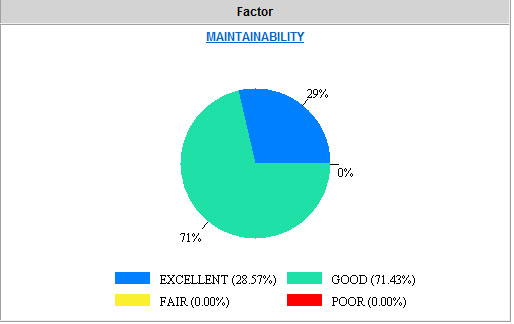 Factor
MAINTAINABILITY
29%
0%
71%
EXCELLENT (28.57%) GOOD (71.43%)
FAIR (0.00%) POOR (0.00%)